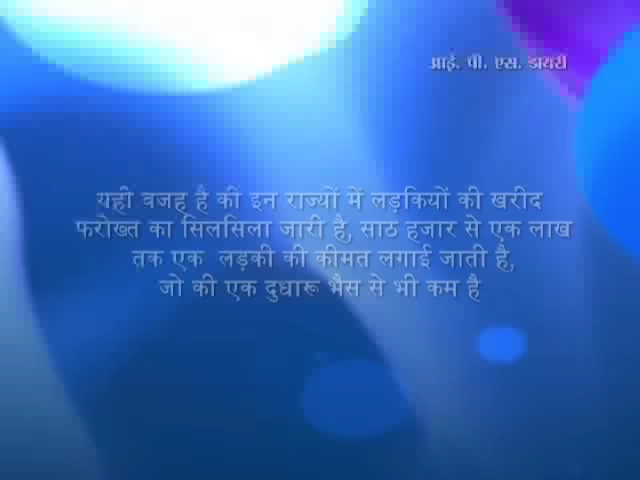 आई. पी. एस. डायरी
यही वजह है की इन राज्यों में लड़कियों की खरीद
फरोख्त का सिलसिला जारी है, साठ हजार से एक लाख
तक एक लड़की की कीमत लगाई जाती है,
जो की एक दुधारू भैस से भी कम है